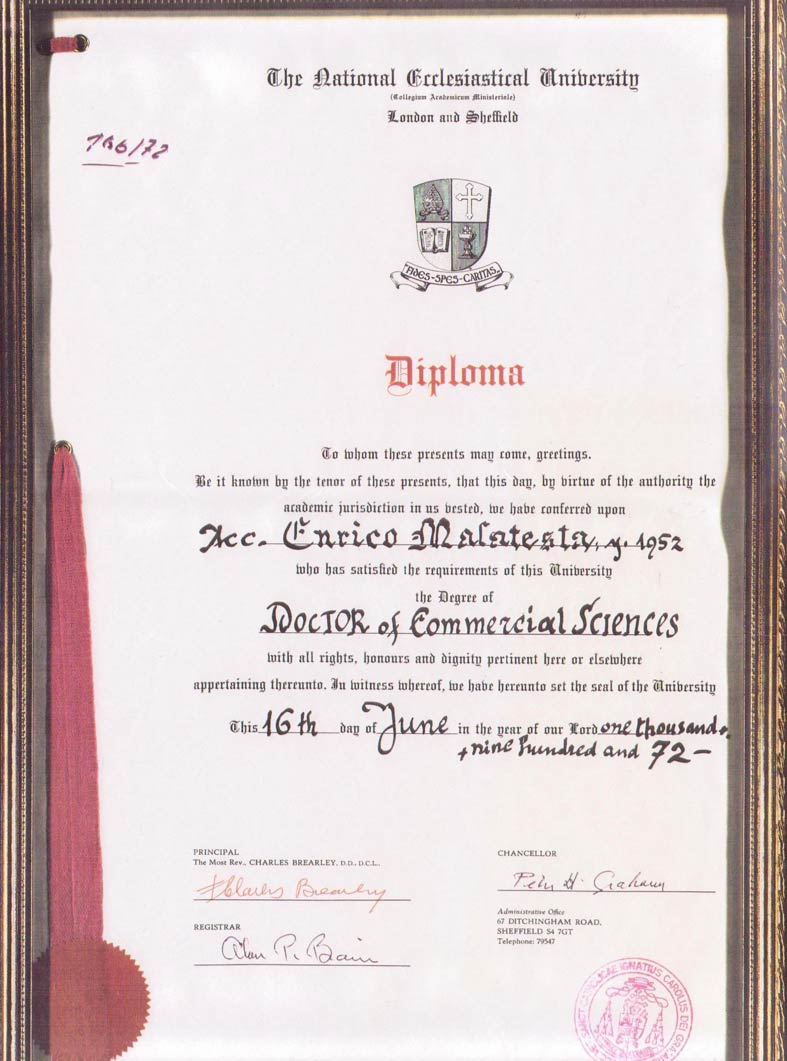 The National Ecclesiastical University
(Collegium Academicum Ministeriale)
London and Sheffield
786/72
FIDES-SPES-CARITAS
Diploma
To whom these presents may come, greetings.
Be it known by the tenor of these presents, that this day, by virtue of the authority the
academic jurisdiction in us vested, we have conferred upon
Acc. Enrico Malatesta, y. 1952
who has satisfied the requirements of this University
the Degree of
DOCTOR of Commercial SCIENCES
with all rights, honours and dignity pertinent here or elsewhere
appertaining thereunto. In witness whereof, we have hereunto set the seal of the University
This 16th day of June in the year of our Lord one thousand
+ nine hundred and 72-
PRINCIPAL
The Most Rev., CHARLES BREARLEY, D.D., D.C.L.,
Charles Brearley
REGISTRAR
Alan P. Brain
CHANCELLOR
Peter H. Graham
Administrative Office
67 DITCHINGHAM ROAD,
SHEFFIELD S4 7GT
Telephone: 79547
IGNATIUS CAROLUS DEI GRATIA